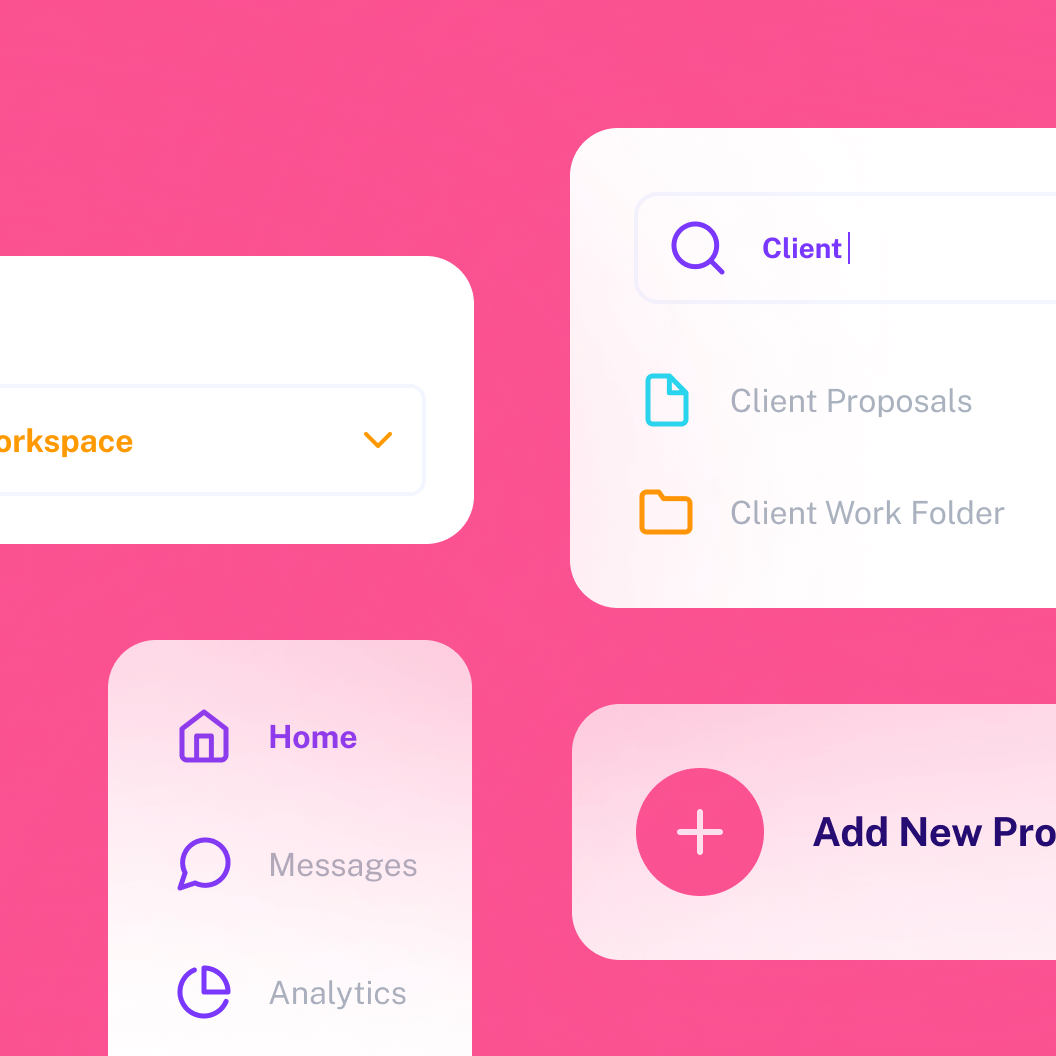 Client
orkspace
Client Proposals
Client Work Folder
Home
Messages
Add New Pro
Analytics